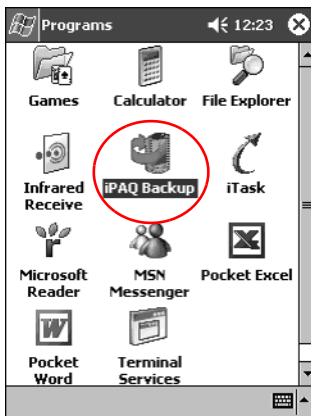 Programs 12:23
Games Calculator File Explorer
Infrared Receive iPAQ Backup iTask
Microsoft Reader MSN Messenger Pocket Excel
Pocket Word Terminal Services